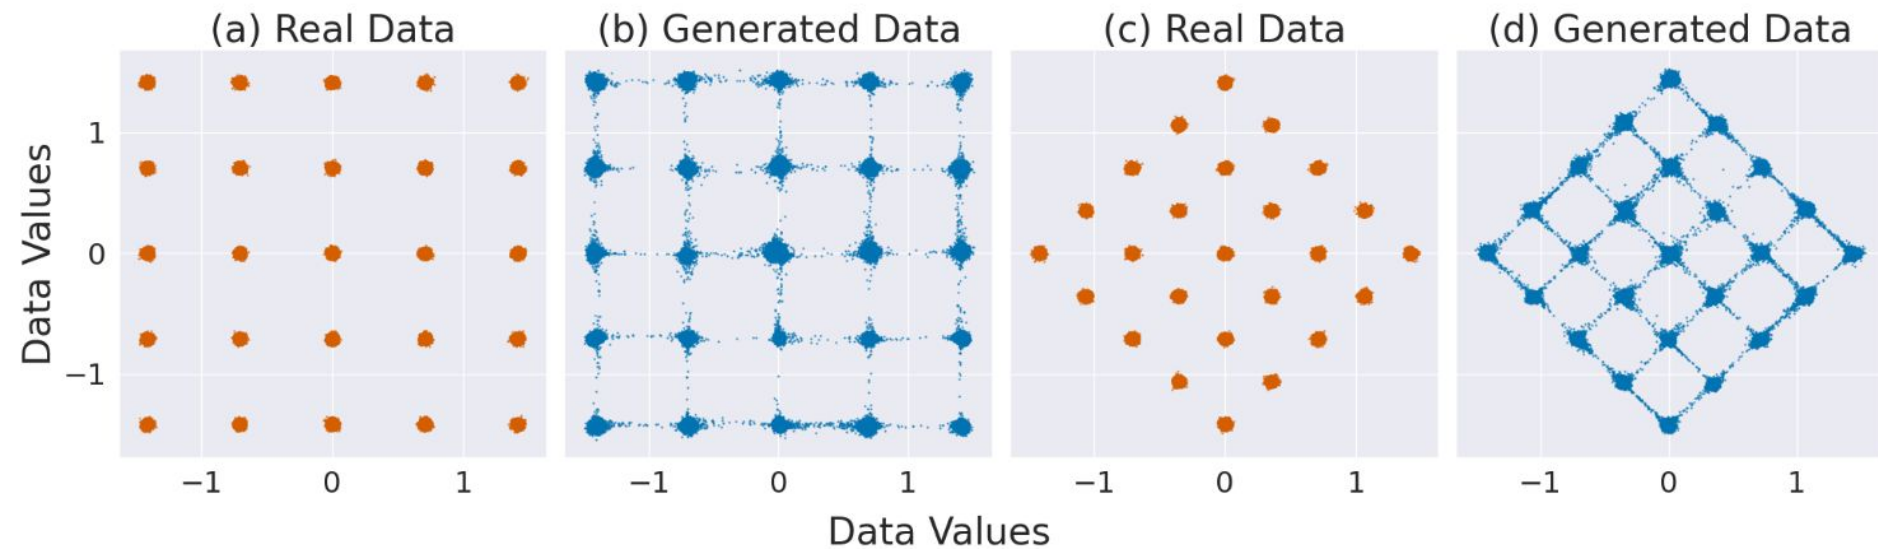 (a) Real Data
(b) Generated Data
(c) Real Data
(d) Generated Data
Data Values
1
0
−1
−1 0 1
−1 0 1
−1 0 1
−1 0 1
Data Values